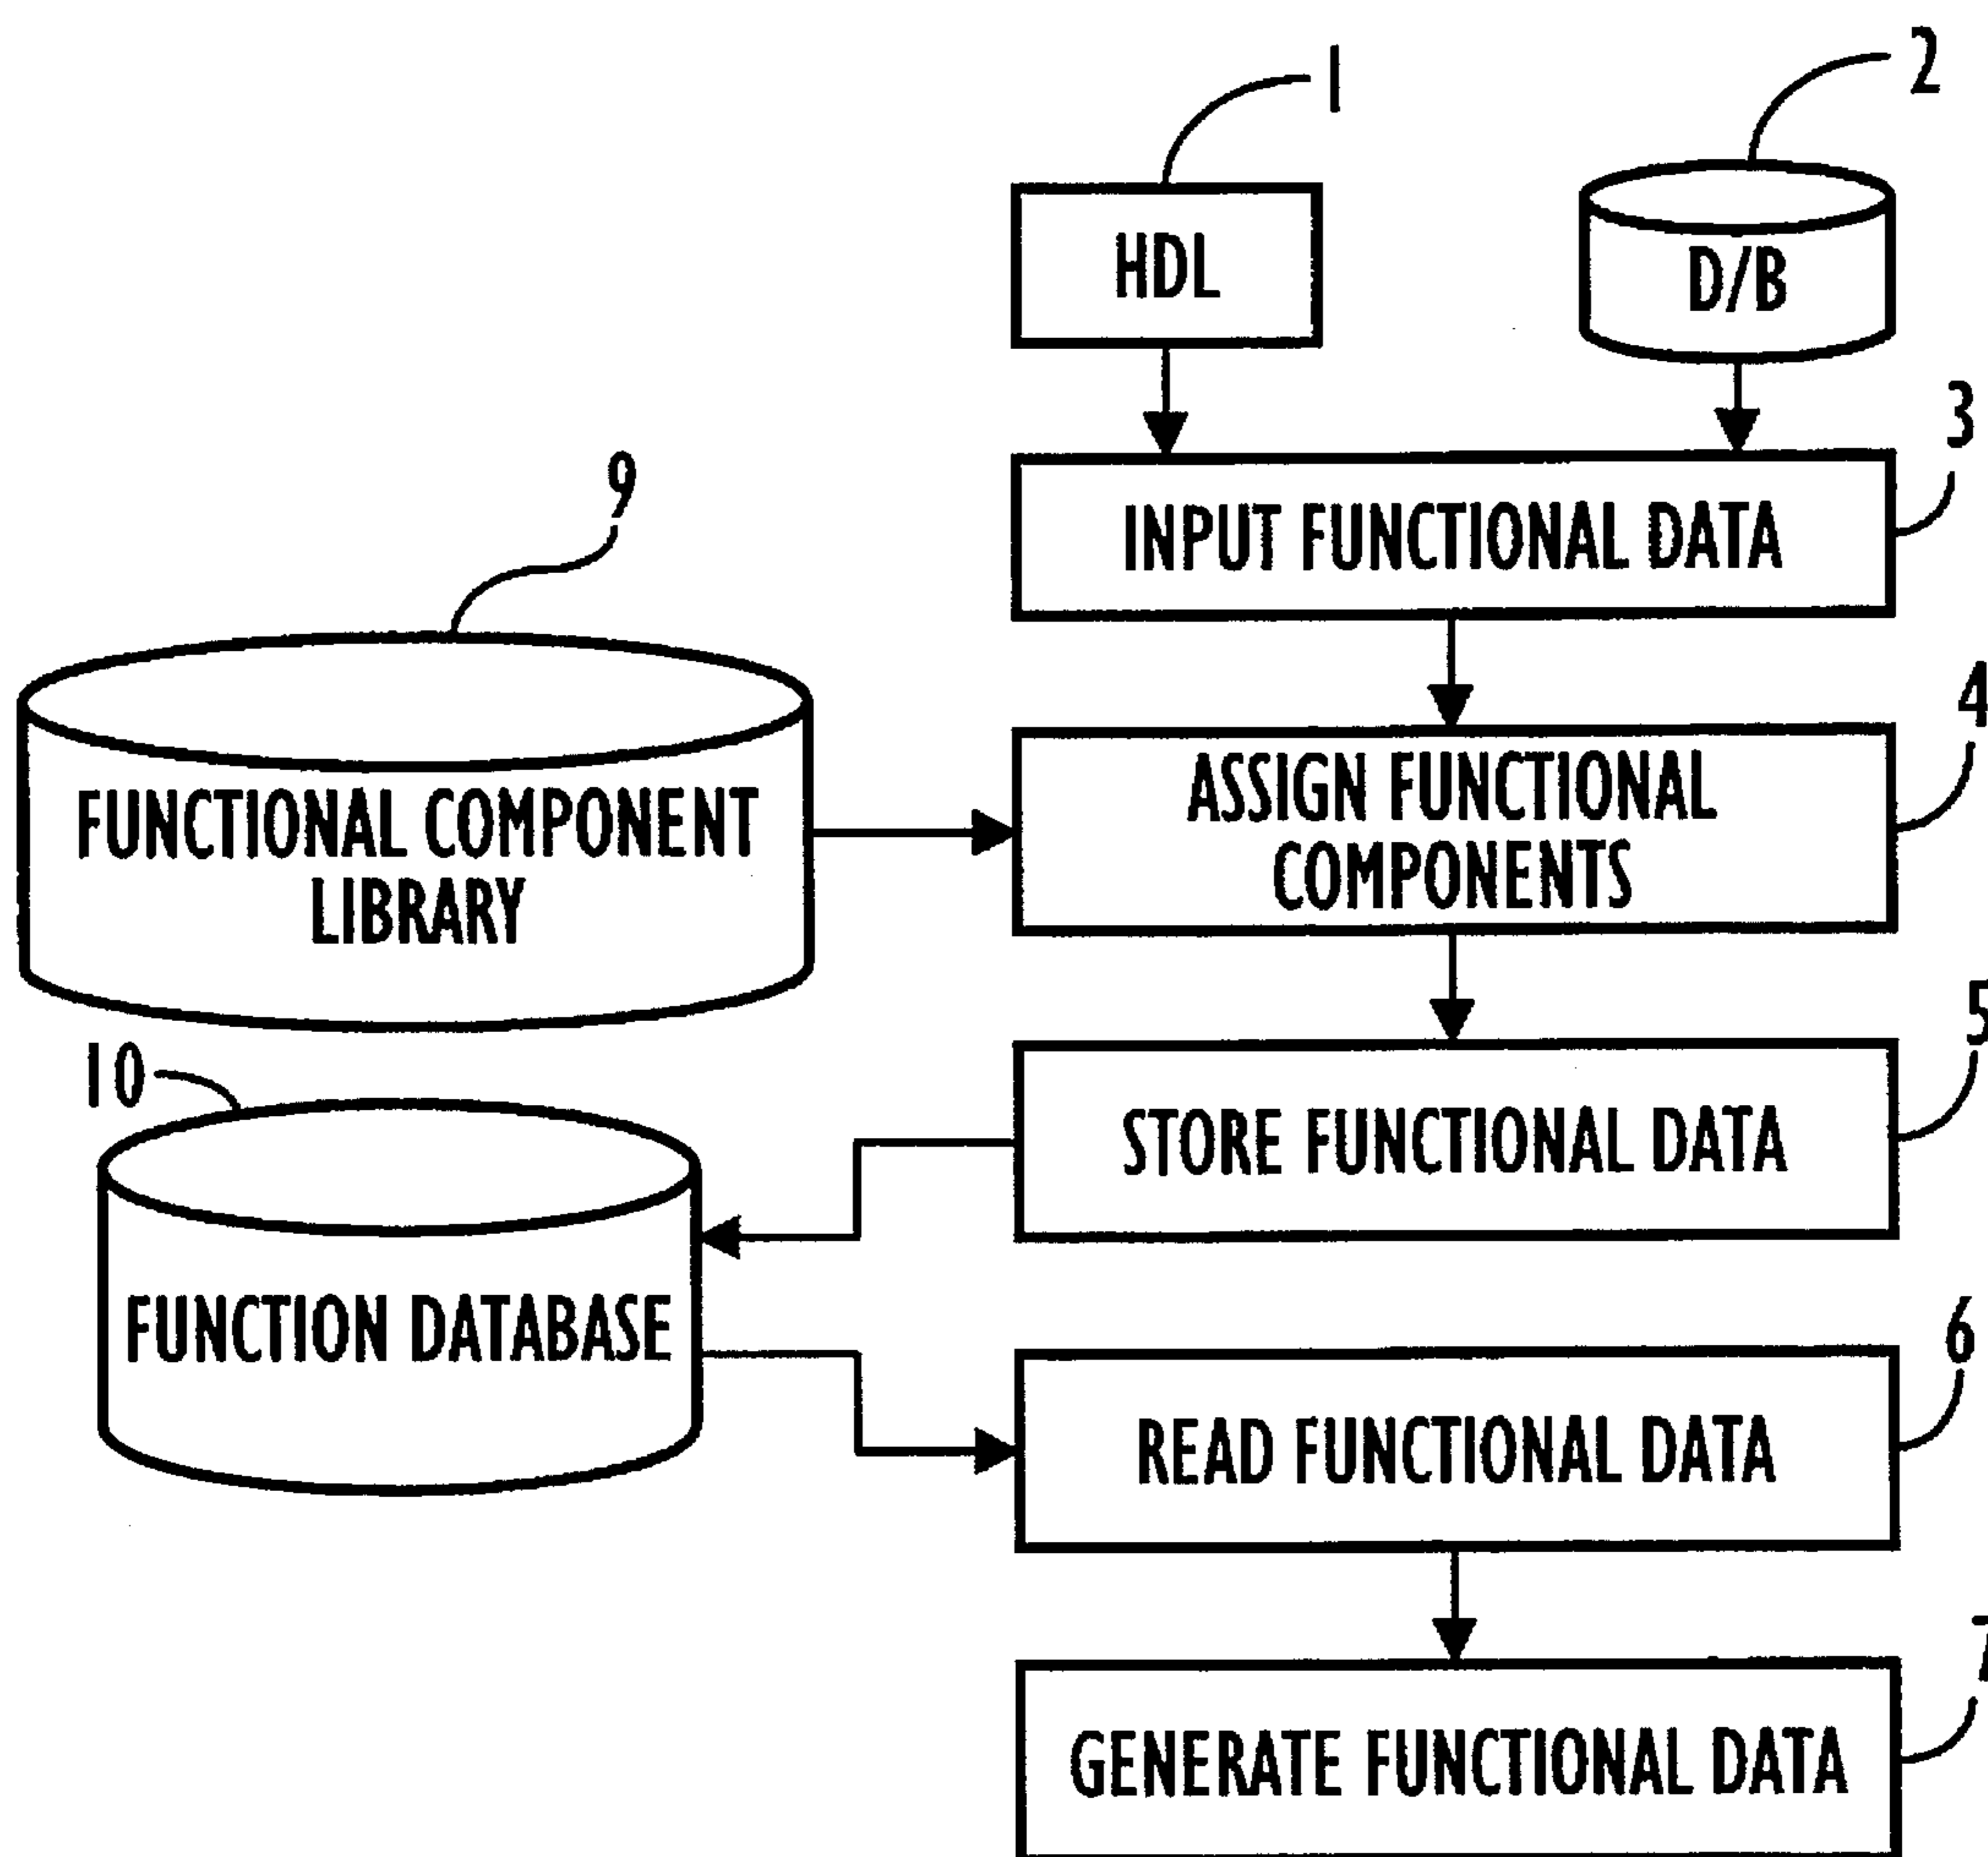 1
2
HDL
D/B
3
INPUT FUNCTIONAL DATA
9
4
FUNCTIONAL COMPONENT
LIBRARY
ASSIGN FUNCTIONAL
COMPONENTS
5
10
STORE FUNCTIONAL DATA
FUNCTION DATABASE
6
READ FUNCTIONAL DATA
7
GENERATE FUNCTIONAL DATA